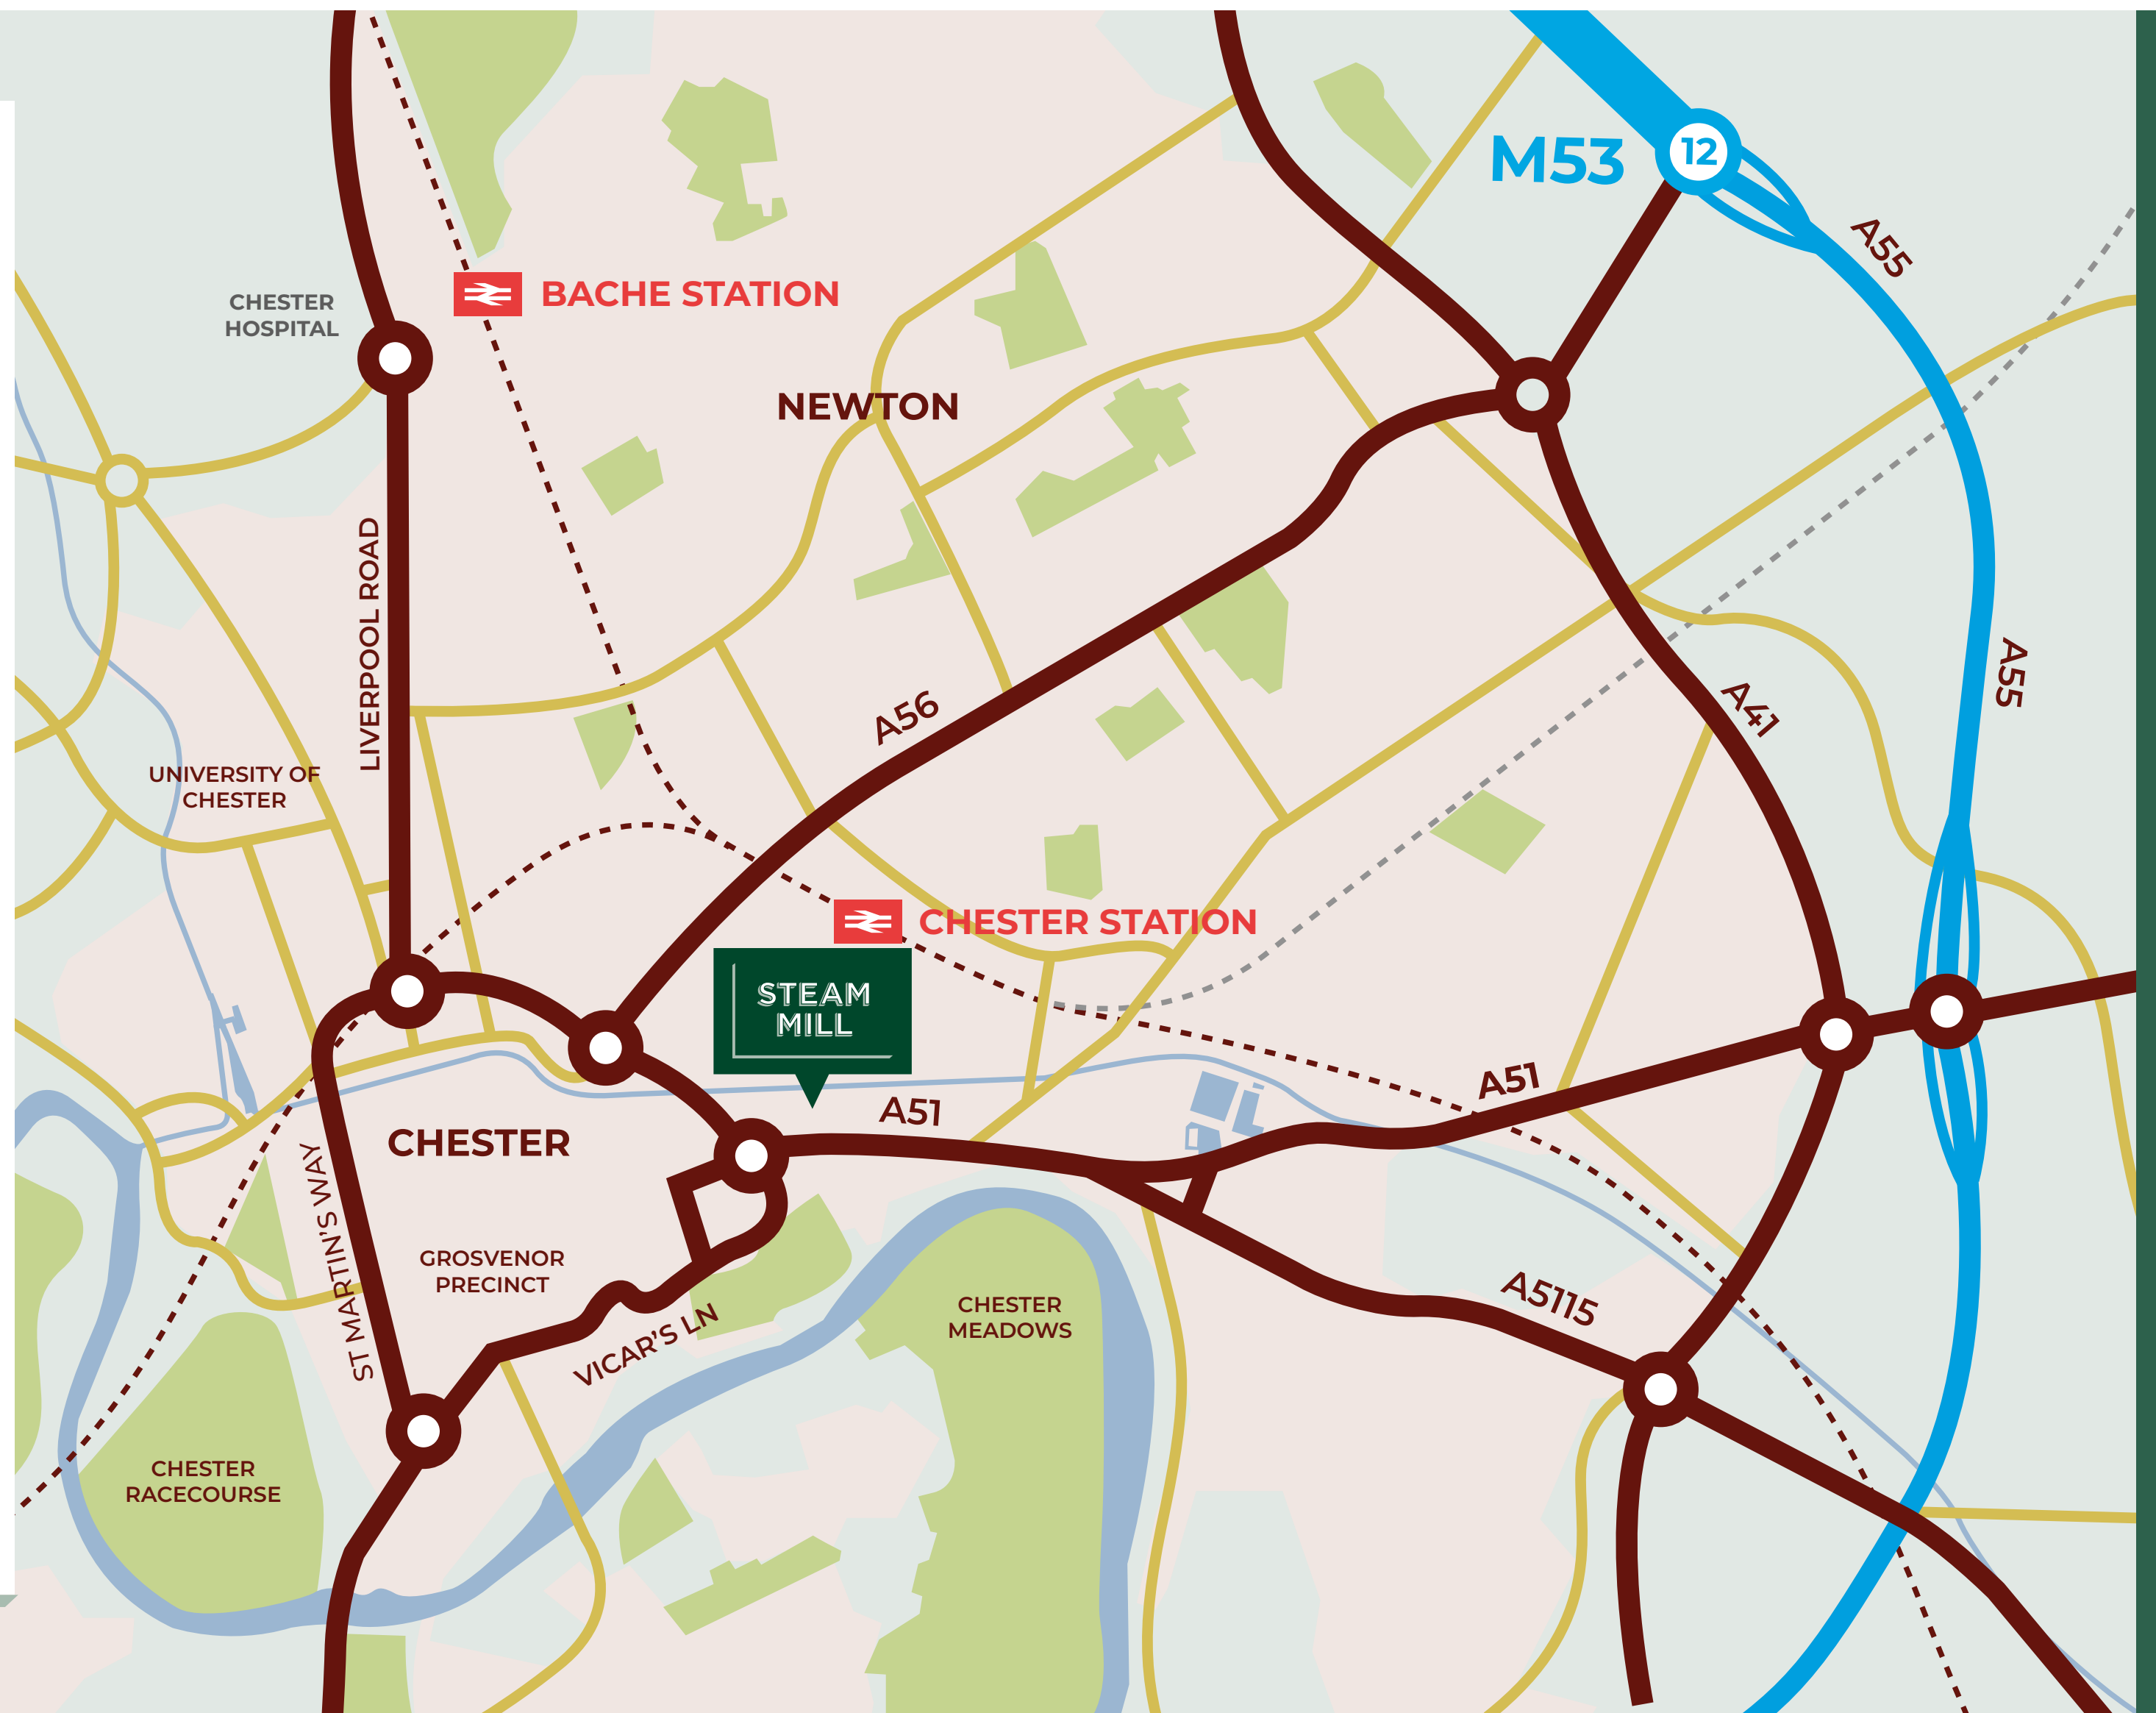 M53
12
A55
BACHE STATION
CHESTER
HOSPITAL
NEWTON
LIVERPOOL ROAD
A55
A56
A41
UNIVERSITY OF
CHESTER
CHESTER STATION
STEAM
MILL
A51
A51
CHESTER
ST MARTIN'S WAY
GROSVENOR
PRECINCT
VICAR'S LN
CHESTER
MEADOWS
A5115
CHESTER
RACECOURSE